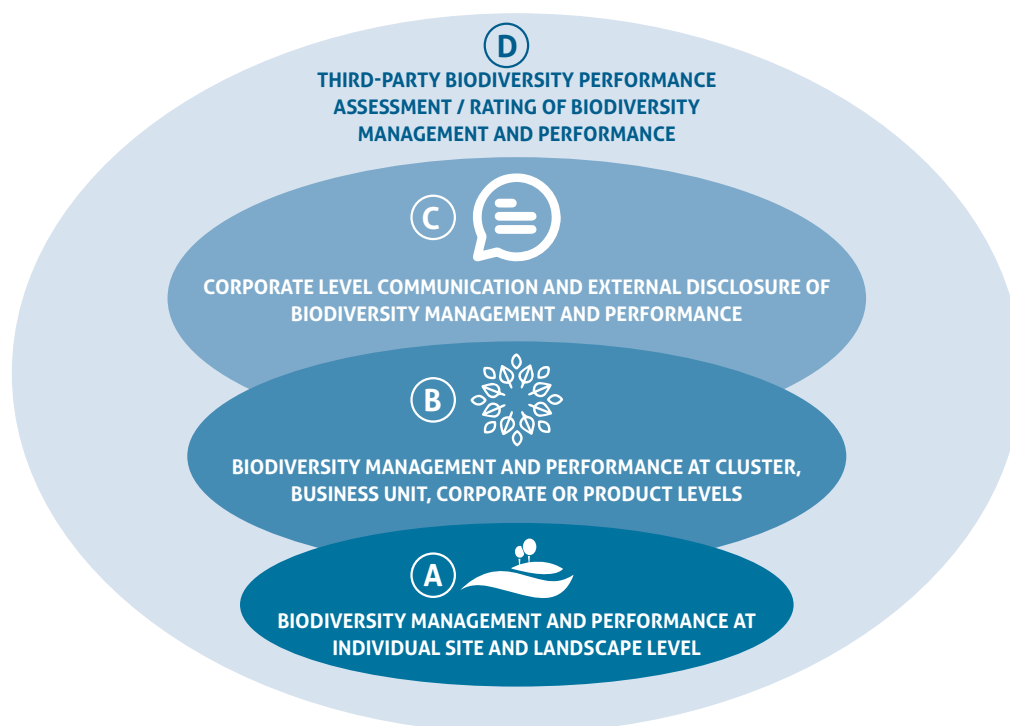 D
THIRD-PARTY BIODIVERSITY PERFORMANCE
ASSESSMENT / RATING OF BIODIVERSITY
MANAGEMENT AND PERFORMANCE
C
CORPORATE LEVEL COMMUNICATION AND EXTERNAL DISCLOSURE OF
BIODIVERSITY MANAGEMENT AND PERFORMANCE
B
BIODIVERSITY MANAGEMENT AND PERFORMANCE AT CLUSTER,
BUSINESS UNIT, CORPORATE OR PRODUCT LEVELS
A
BIODIVERSITY MANAGEMENT AND PERFORMANCE AT
INDIVIDUAL SITE AND LANDSCAPE LEVEL